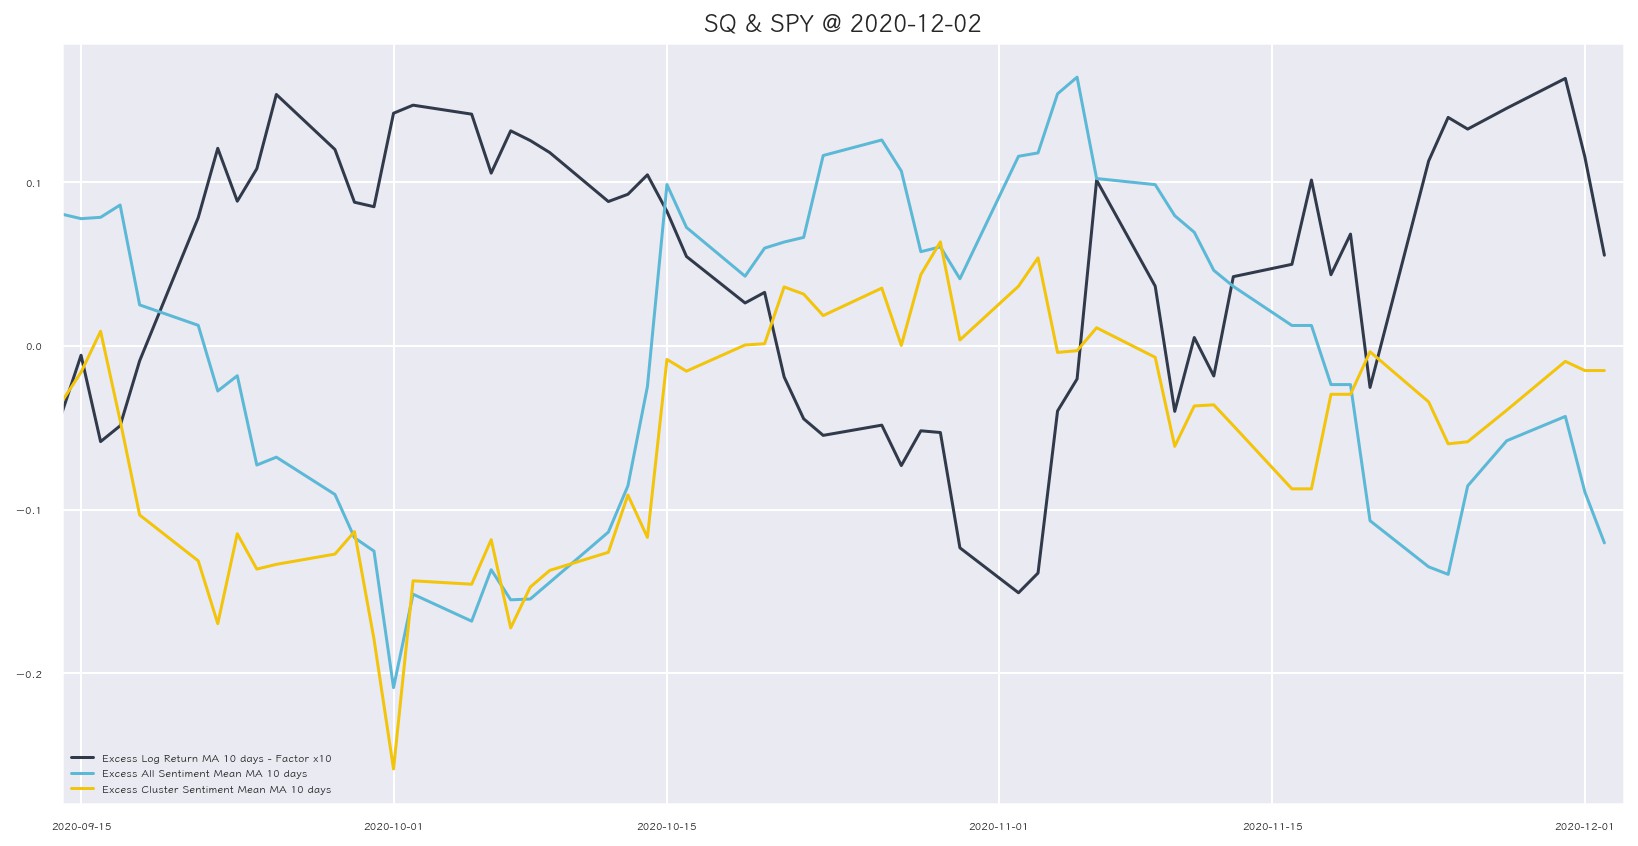 SQ & SPY @ 2020-12-02
0.1
0.0
−0.1
−0.2
Excess Log Return MA 10 days - Factor x10
Excess All Sentiment Mean MA 10 days
Excess Cluster Sentiment Mean MA 10 days
2020-09-15
2020-10-01
2020-10-15
2020-11-01
2020-11-15
2020-12-01